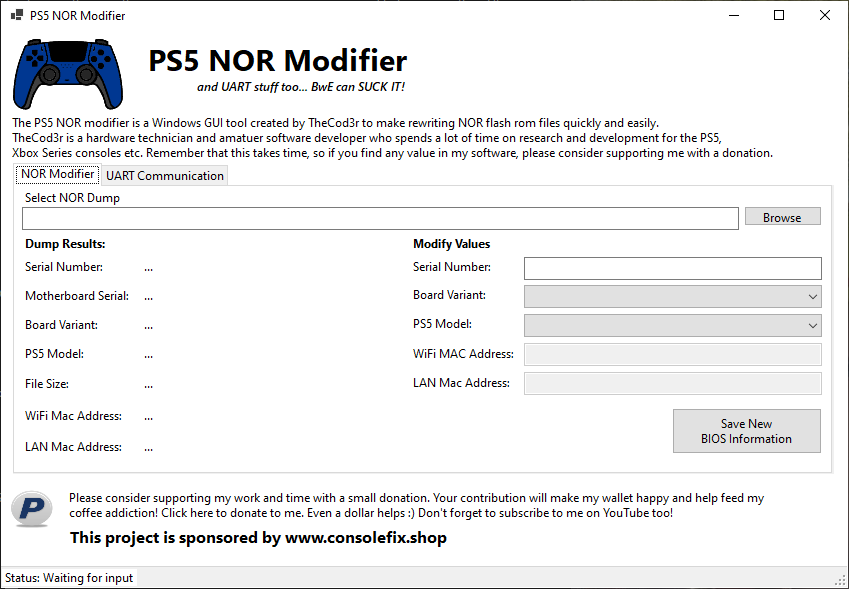 PS5 NOR Modifier
PS5 NOR Modifier
and UART stuff too... BwE can SUCK IT!
The PS5 NOR modifier is a Windows GUI tool created by TheCod3r to make rewriting NOR flash rom files quickly and easily.
TheCod3r is a hardware technician and amatuer software developer who spends a lot of time on research and development for the PS5,
Xbox Series consoles etc. Remember that this takes time, so if you find any value in my software, please consider supporting me with a donation.
NOR Modifier UART Communication
Select NOR Dump
Browse
Dump Results:
Serial Number: ...
Motherboard Serial: ...
Board Variant: ...
PS5 Model: ...
File Size: ...
WiFi Mac Address: ...
LAN Mac Address: ...
Modify Values
Serial Number:
Board Variant:
PS5 Model:
WiFi MAC Address:
LAN Mac Address:
Save New
BIOS Information
P
Please consider supporting my work and time with a small donation. Your contribution will make my wallet happy and help feed my
coffee addiction! Click here to donate to me. Even a dollar helps :) Don't forget to subscribe to me on YouTube too!
This project is sponsored by www.consolefix.shop
Status: Waiting for input